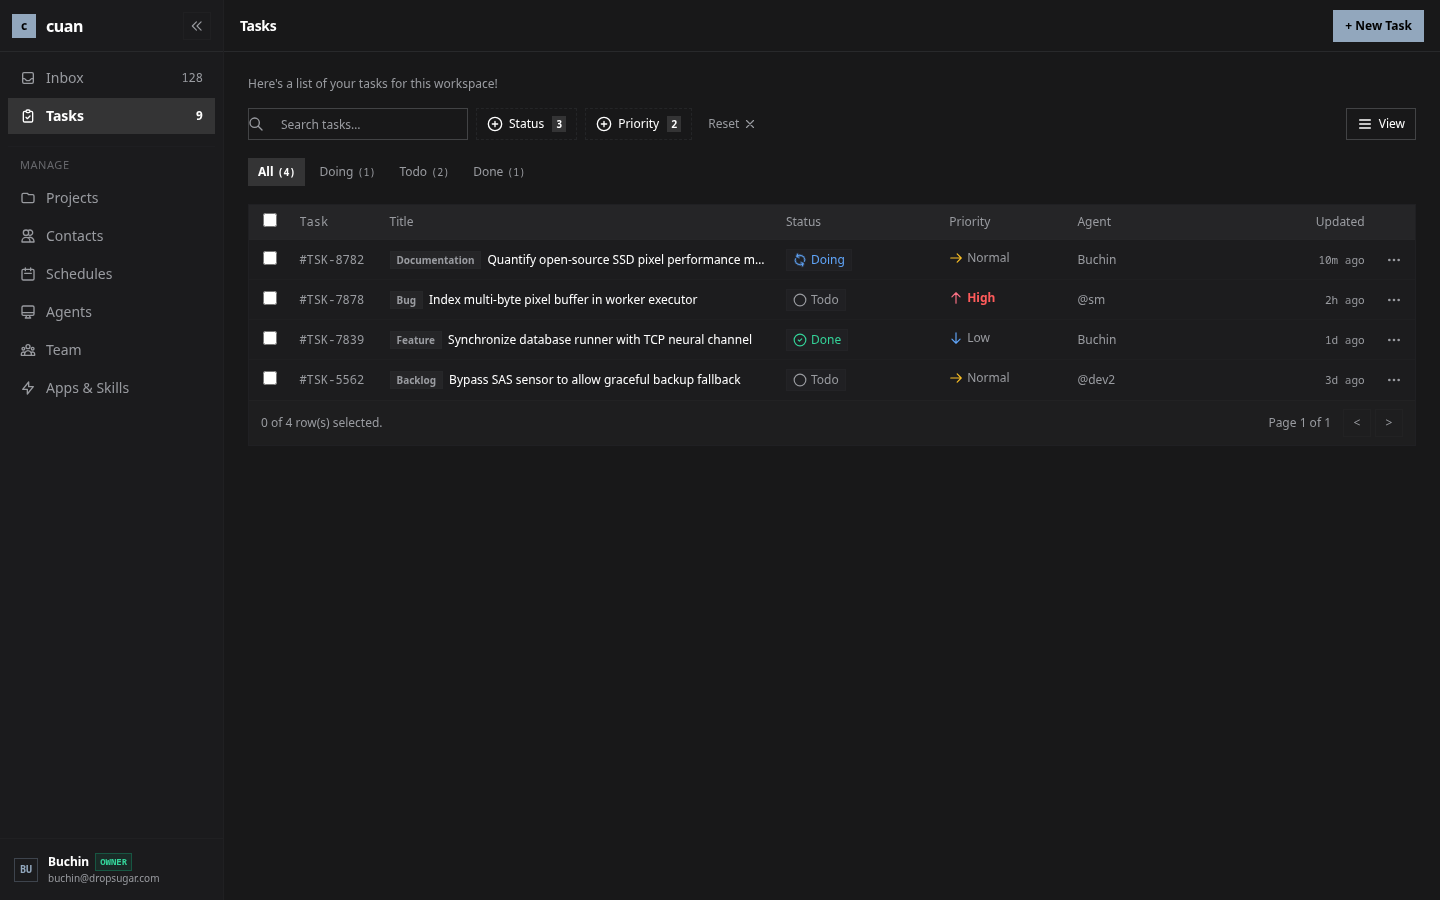 c cuan
Tasks
+ New Task
Inbox 128
Tasks 9
MANAGE
Projects
Contacts
Schedules
Agents
Team
Apps & Skills
Here's a list of your tasks for this workspace!
Search tasks... Status 3 Priority 2 Reset View
All (4) Doing (1) Todo (2) Done (1)
Task Title Status Priority Agent Updated
#TSK-8782 Documentation Quantify open-source SSD pixel performance m... Doing Normal Buchin 10m ago
#TSK-7878 Bug Index multi-byte pixel buffer in worker executor Todo High @sm 2h ago
#TSK-7839 Feature Synchronize database runner with TCP neural channel Done Low Buchin 1d ago
#TSK-5562 Backlog Bypass SAS sensor to allow graceful backup fallback Todo Normal @dev2 3d ago
0 of 4 row(s) selected. Page 1 of 1 < >
BU Buchin OWNER
buchin@dropsugar.com